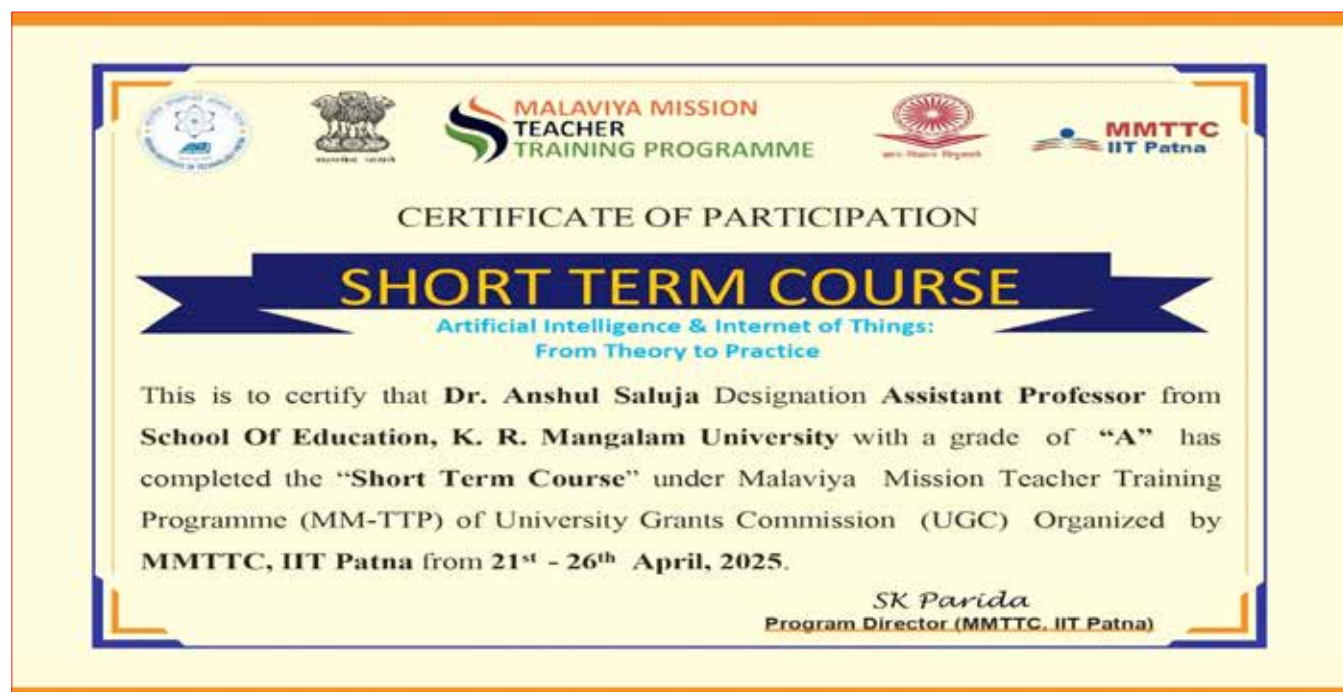 MALAVIYA MISSION
TEACHER
TRAINING PROGRAMME
MMTTC
IIT Patna
CERTIFICATE OF PARTICIPATION
SHORT TERM COURSE
Artificial Intelligence & Internet of Things:
From Theory to Practice
This is to certify that Dr. Anshul Saluja Designation Assistant Professor from
School Of Education, K. R. Mangalam University with a grade of “A” has
completed the “Short Term Course” under Malaviya Mission Teacher Training
Programme (MM-TTP) of University Grants Commission (UGC) Organized by
MMTTC, IIT Patna from 21st - 26th April, 2025.
SK Parida
Program Director (MMTTC, IIT Patna)